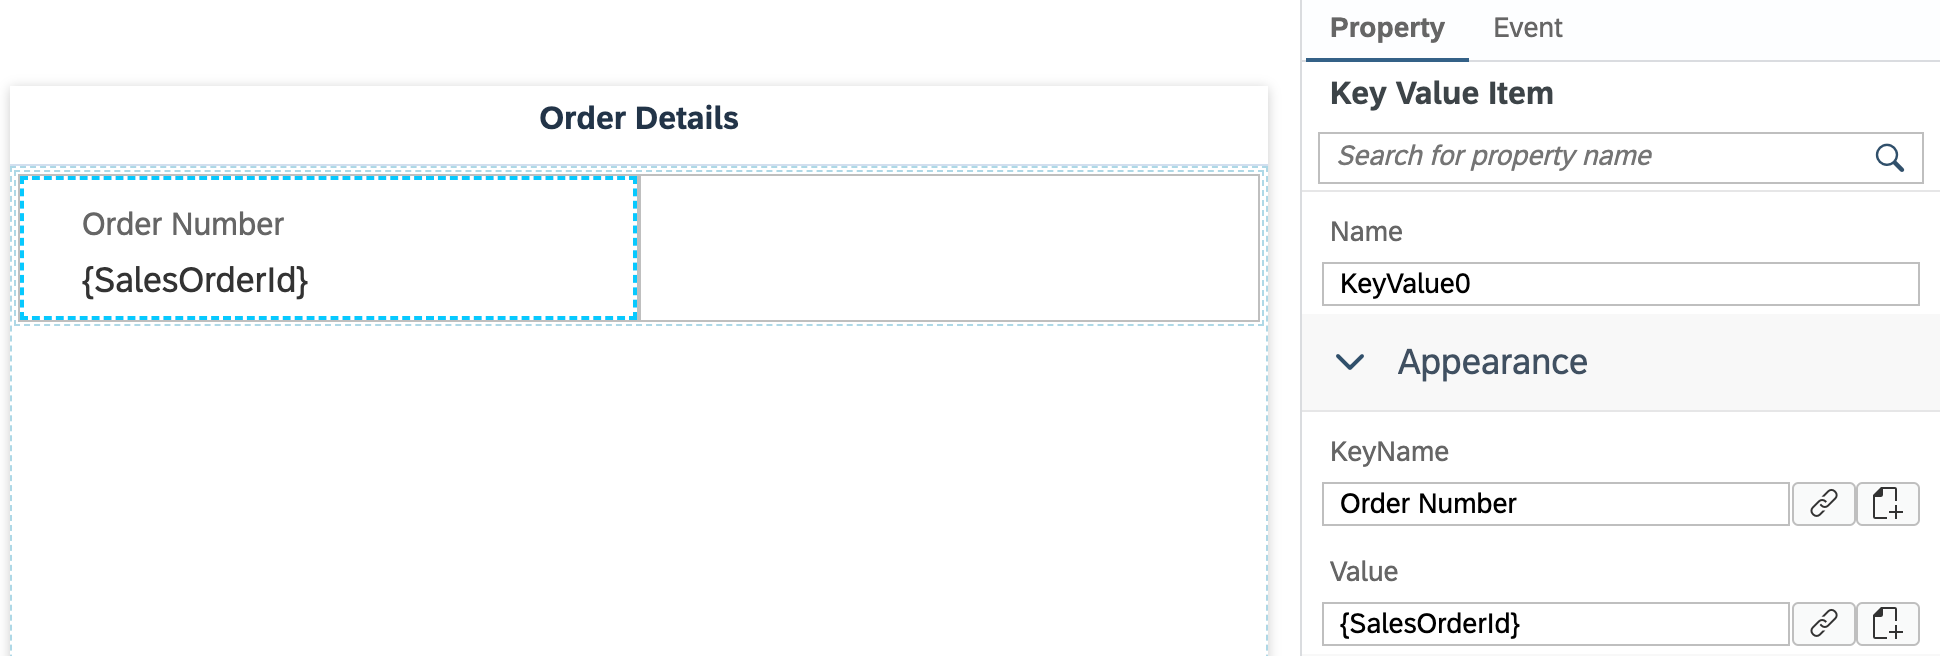 Order Details
Order Number
{SalesOrderId}
Property Event
Key Value Item
Search for property name
Name
KeyValue0
Appearance
KeyName
Order Number
Value
{SalesOrderId}